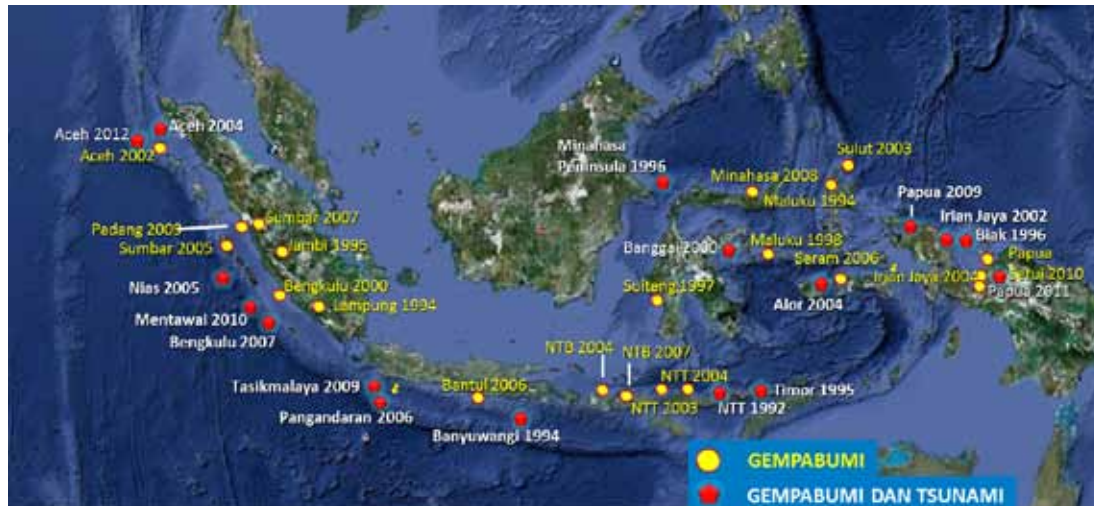 Aceh 2012
Aceh 2004
Aceh 2002
Minahasa
Peninsula 1996
Sulut 2003
Minahasa 2008
Maluku 1994
Papua 2009
Irian Jaya 2002
Biak 1996
Padang 2009
Sumbar 2007
Sumbar 2005
Jambi 1995
Banggai 2000
Maluku 1998
Seram 2006
Irian Jaya 2004
Papua
2010
Papua 2011
Nias 2005
Bengkulu 2000
Lampung 1994
Sulteng 1997
Alor 2004
Mentawai 2010
Bengkulu 2007
NTB 2004
NTB 2007
Tasikmalaya 2009
Bantul 2006
NTT 2004
Timor 1995
Pangandaran 2006
NTT 2003
NTT 1992
Banyuwangi 1994
GEMPABUMI
GEMPABUMI DAN TSUNAMI